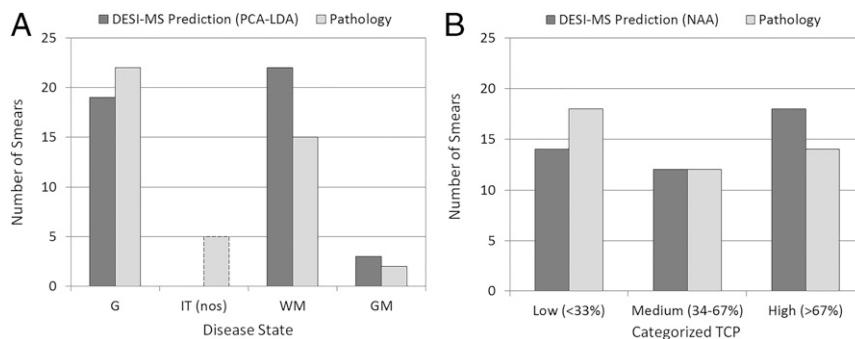 A
DESI-MS Prediction (PCA-LDA) Pathology
25
20
15
10
5
0
Number of Smears
G IT (nos) WM GM
Disease State
B
DESI-MS Prediction (NAA) Pathology
25
20
15
10
5
0
Number of Smears
Low (<33%) Medium (34-67%) High (>67%)
Categorized TCP